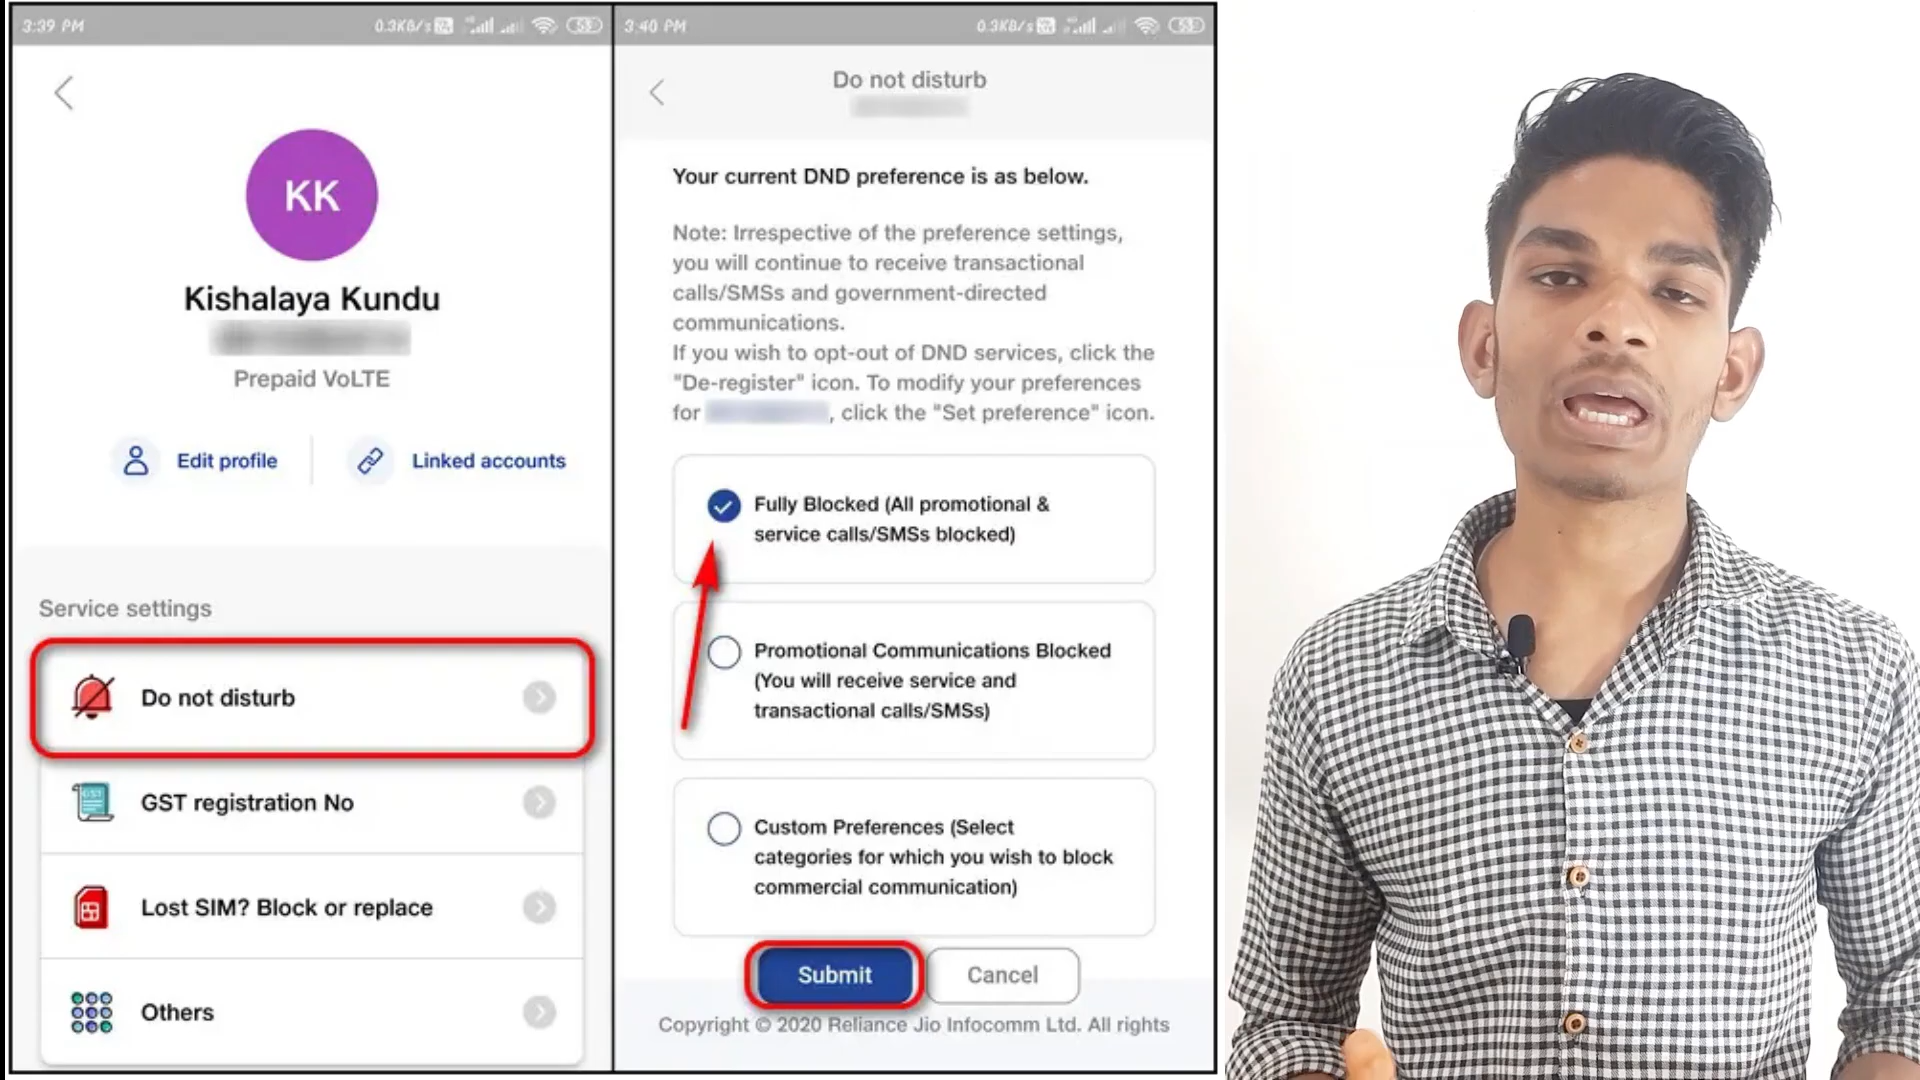 3:39 PM
0.3KB/s
53
KK
Kishalaya Kundu
Prepaid VoLTE
Edit profile
Linked accounts
Service settings
Do not disturb
GST registration No
Lost SIM? Block or replace
Others
3:40 PM
0.3KB/s
53
Do not disturb
Your current DND preference is as below.
Note: Irrespective of the preference settings,
you will continue to receive transactional
calls/SMSs and government-directed
communications.
If you wish to opt-out of DND services, click the
"De-register" icon. To modify your preferences
for , click the "Set preference" icon.
Fully Blocked (All promotional &
service calls/SMSs blocked)
Promotional Communications Blocked
(You will receive service and
transactional calls/SMSs)
Custom Preferences (Select
categories for which you wish to block
commercial communication)
Submit
Cancel
Copyright © 2020 Reliance Jio Infocomm Ltd. All rights